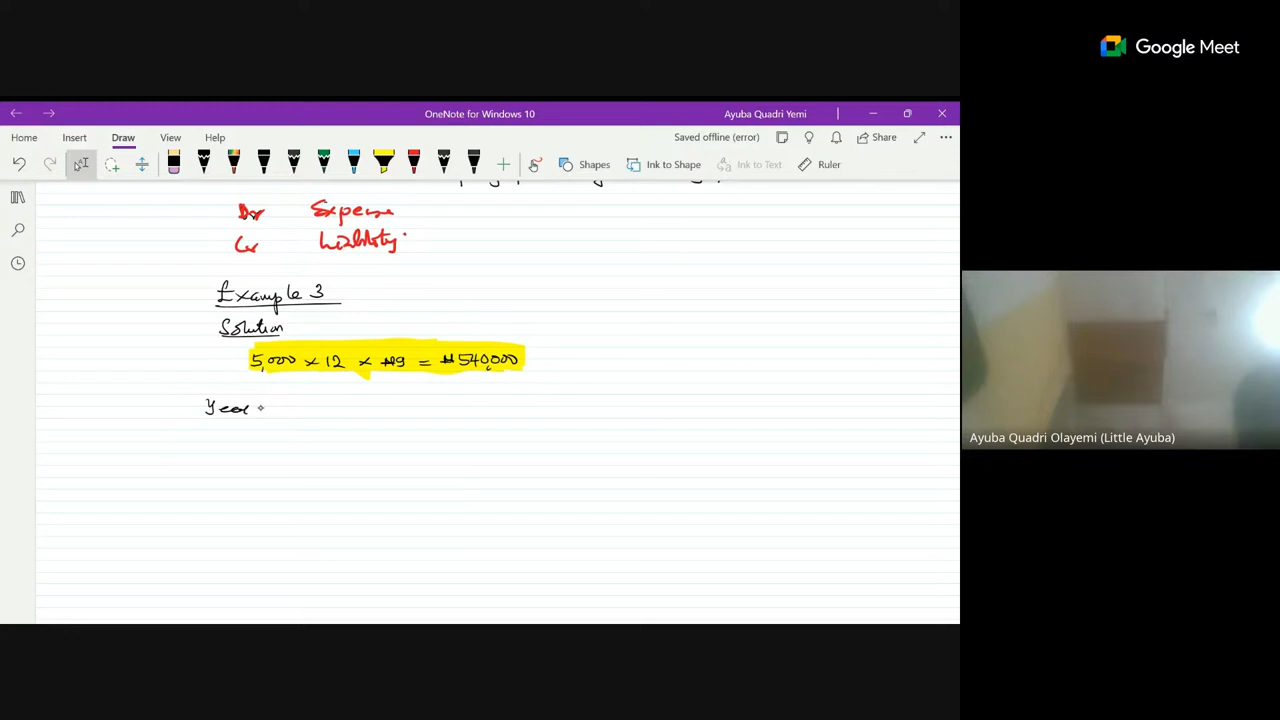 Google Meet
OneNote for Windows 10
Ayuba Quadri Yemi
Home Insert Draw View Help
Saved offline (error)
Share
Shapes
Ink to Shape
Ink to Text
Ruler
Dr Expense
Cr Liability
Example 3
Solution
5,000 × 12 × ₦9 = ₦540,000
Year
Ayuba Quadri Olayemi (Little Ayuba)